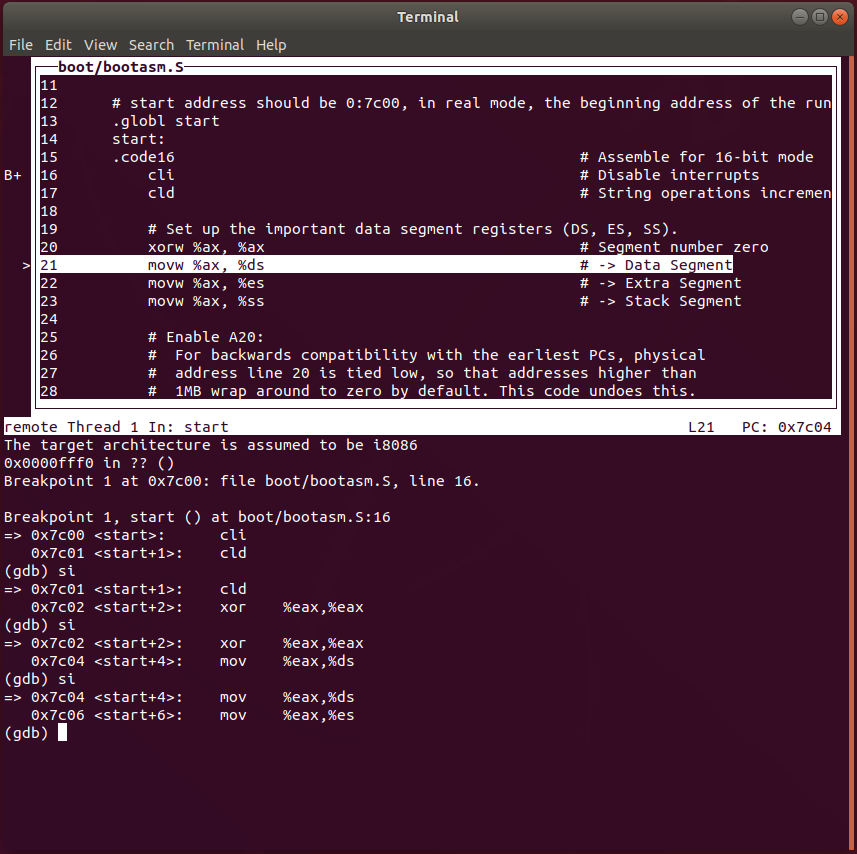 Terminal
File Edit View Search Terminal Help
boot/bootasm.S
11
12 # start address should be 0:7c00, in real mode, the beginning address of the run
13 .globl start
14 start:
15 .code16 # Assemble for 16-bit mode
B+ 16 cli # Disable interrupts
17 cld # String operations incremen
18
19 # Set up the important data segment registers (DS, ES, SS).
20 xorw %ax, %ax # Segment number zero
> 21 movw %ax, %ds # -> Data Segment
22 movw %ax, %es # -> Extra Segment
23 movw %ax, %ss # -> Stack Segment
24
25 # Enable A20:
26 # For backwards compatibility with the earliest PCs, physical
27 # address line 20 is tied low, so that addresses higher than
28 # 1MB wrap around to zero by default. This code undoes this.
remote Thread 1 In: start L21 PC: 0x7c04
The target architecture is assumed to be i8086
0x0000fff0 in ?? ()
Breakpoint 1 at 0x7c00: file boot/bootasm.S, line 16.
Breakpoint 1, start () at boot/bootasm.S:16
=> 0x7c00 <start>: cli
0x7c01 <start+1>: cld
(gdb) si
=> 0x7c01 <start+1>: cld
0x7c02 <start+2>: xor %eax,%eax
(gdb) si
=> 0x7c02 <start+2>: xor %eax,%eax
0x7c04 <start+4>: mov %eax,%ds
(gdb) si
=> 0x7c04 <start+4>: mov %eax,%ds
0x7c06 <start+6>: mov %eax,%es
(gdb)